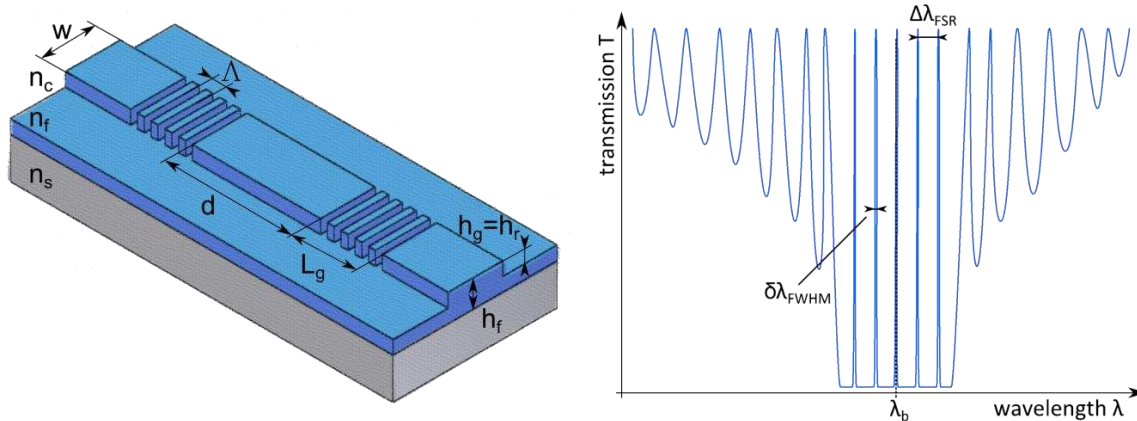 w
Λ
n_c
n_f
n_s
d
L_g
h_g=h_r
h_f
transmission T
Δλ_FSR
δλ_FWHM
λ_b
wavelength λ